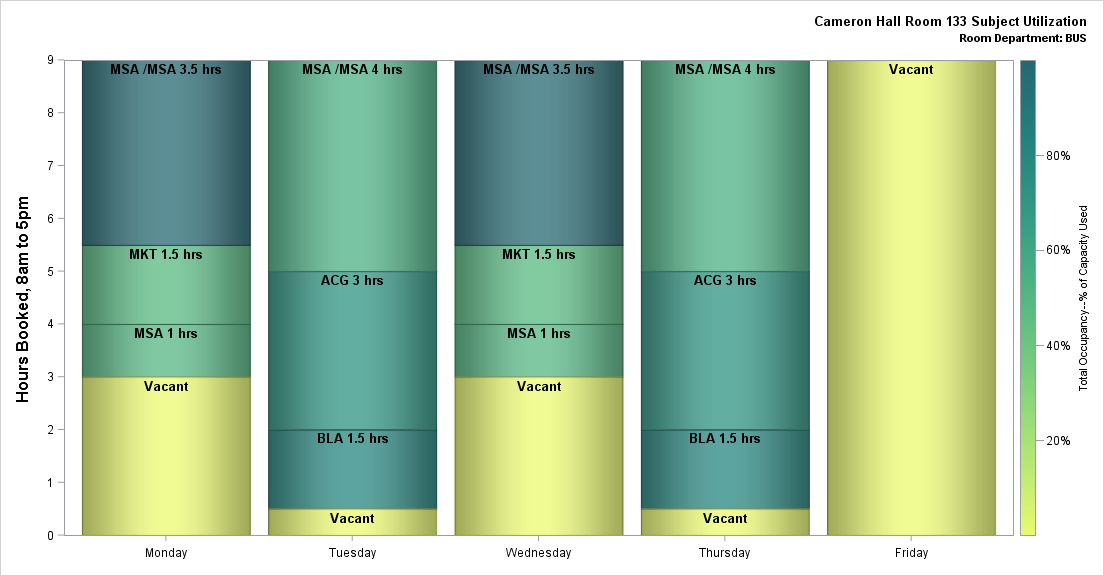 Cameron Hall Room 133 Subject Utilization
Room Department: BUS
Hours Booked, 8am to 5pm
9
8
7
6
5
4
3
2
1
0
MSA /MSA 3.5 hrs
MKT 1.5 hrs
MSA 1 hrs
Vacant
MSA /MSA 4 hrs
ACG 3 hrs
BLA 1.5 hrs
Vacant
MSA /MSA 3.5 hrs
MKT 1.5 hrs
MSA 1 hrs
Vacant
MSA /MSA 4 hrs
ACG 3 hrs
BLA 1.5 hrs
Vacant
Vacant
Monday
Tuesday
Wednesday
Thursday
Friday
80%
60%
40%
20%
Total Occupancy--% of Capacity Used